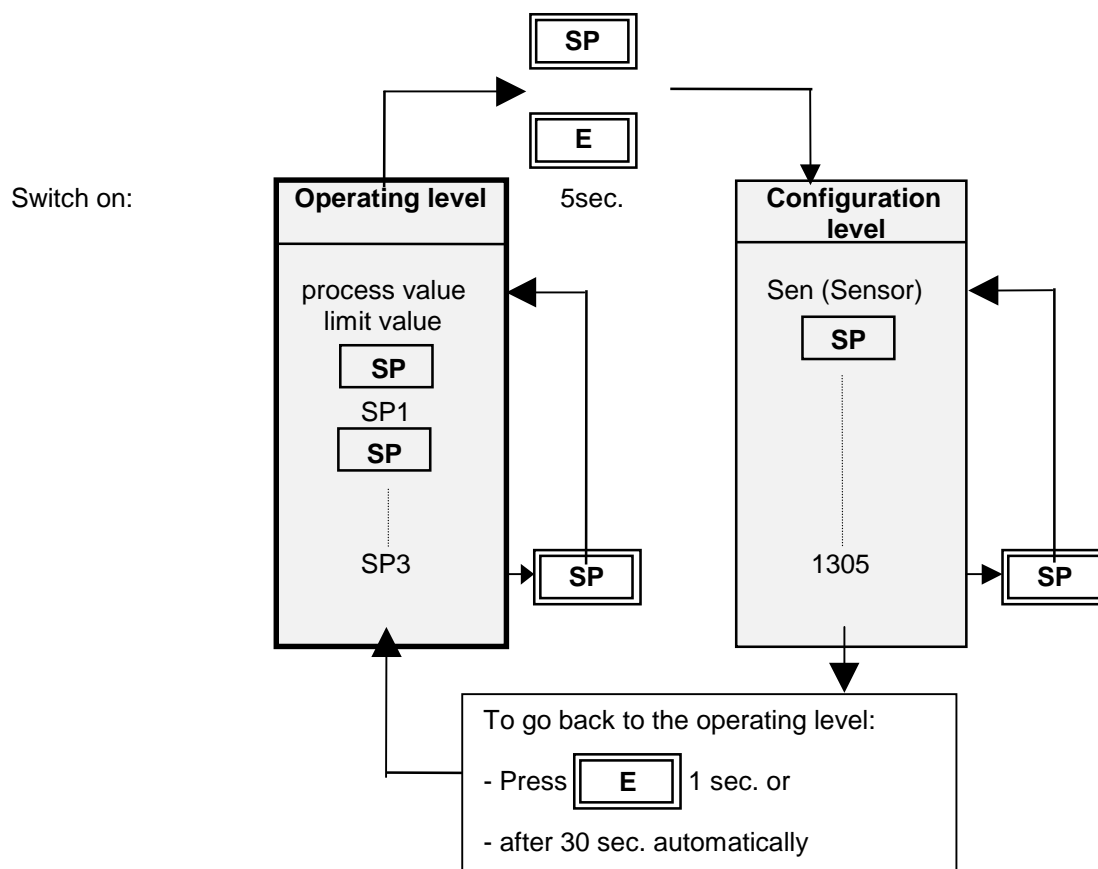 SP
E
Switch on:
Operating level
5sec.
Configuration
level
process value
limit value
SP
SP1
SP
SP3
SP
Sen (Sensor)
SP
1305
SP
To go back to the operating level:
- Press E 1 sec. or
- after 30 sec. automatically